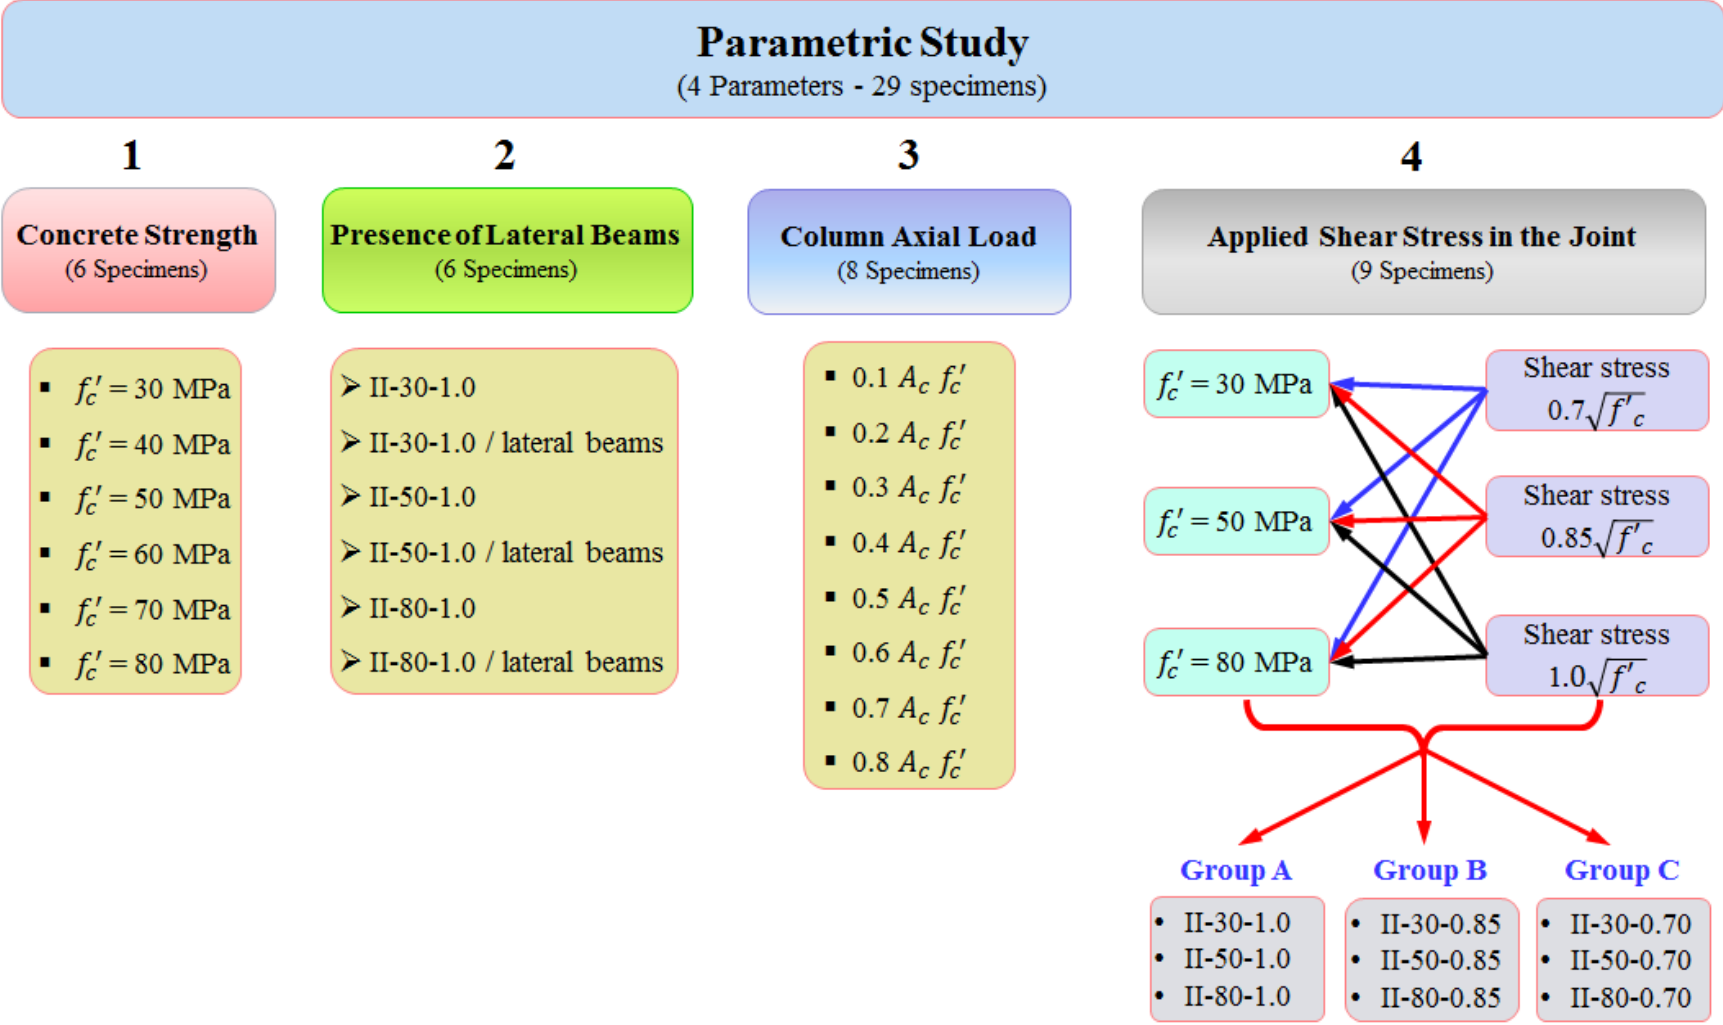 Parametric Study
(4 Parameters - 29 specimens)
1
Concrete Strength
(6 Specimens)
▪ f′c = 30 MPa
▪ f′c = 40 MPa
▪ f′c = 50 MPa
▪ f′c = 60 MPa
▪ f′c = 70 MPa
▪ f′c = 80 MPa
2
Presence of Lateral Beams
(6 Specimens)
➢ II-30-1.0
➢ II-30-1.0 / lateral beams
➢ II-50-1.0
➢ II-50-1.0 / lateral beams
➢ II-80-1.0
➢ II-80-1.0 / lateral beams
3
Column Axial Load
(8 Specimens)
▪ 0.1 Ac f′c
▪ 0.2 Ac f′c
▪ 0.3 Ac f′c
▪ 0.4 Ac f′c
▪ 0.5 Ac f′c
▪ 0.6 Ac f′c
▪ 0.7 Ac f′c
▪ 0.8 Ac f′c
4
Applied Shear Stress in the Joint
(9 Specimens)
f′c = 30 MPa
f′c = 50 MPa
f′c = 80 MPa
Shear stress
0.7√f′c
Shear stress
0.85√f′c
Shear stress
1.0√f′c
Group A
• II-30-1.0
• II-50-1.0
• II-80-1.0
Group B
• II-30-0.85
• II-50-0.85
• II-80-0.85
Group C
• II-30-0.70
• II-50-0.70
• II-80-0.70